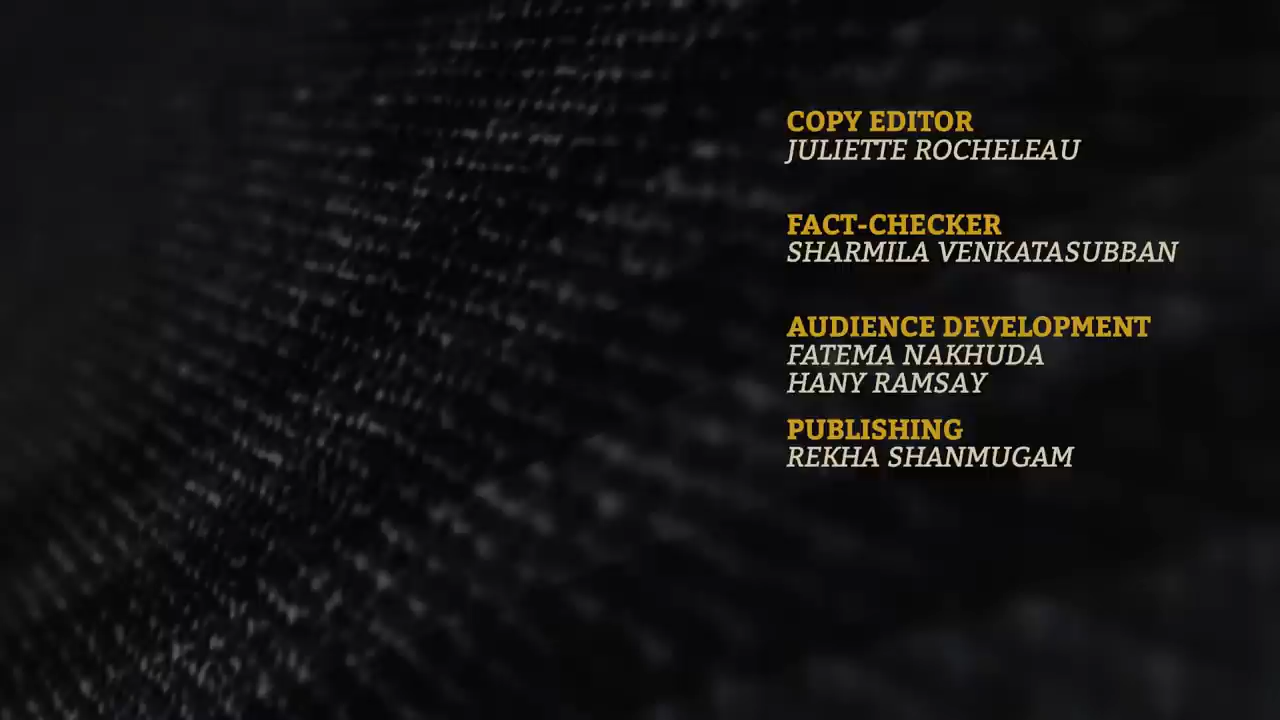 COPY EDITOR
JULIETTE ROCHELEAU
FACT-CHECKER
SHARMILA VENKATASUBBAN
AUDIENCE DEVELOPMENT
FATEMA NAKHUDA
HANY RAMSAY
PUBLISHING
REKHA SHANMUGAM